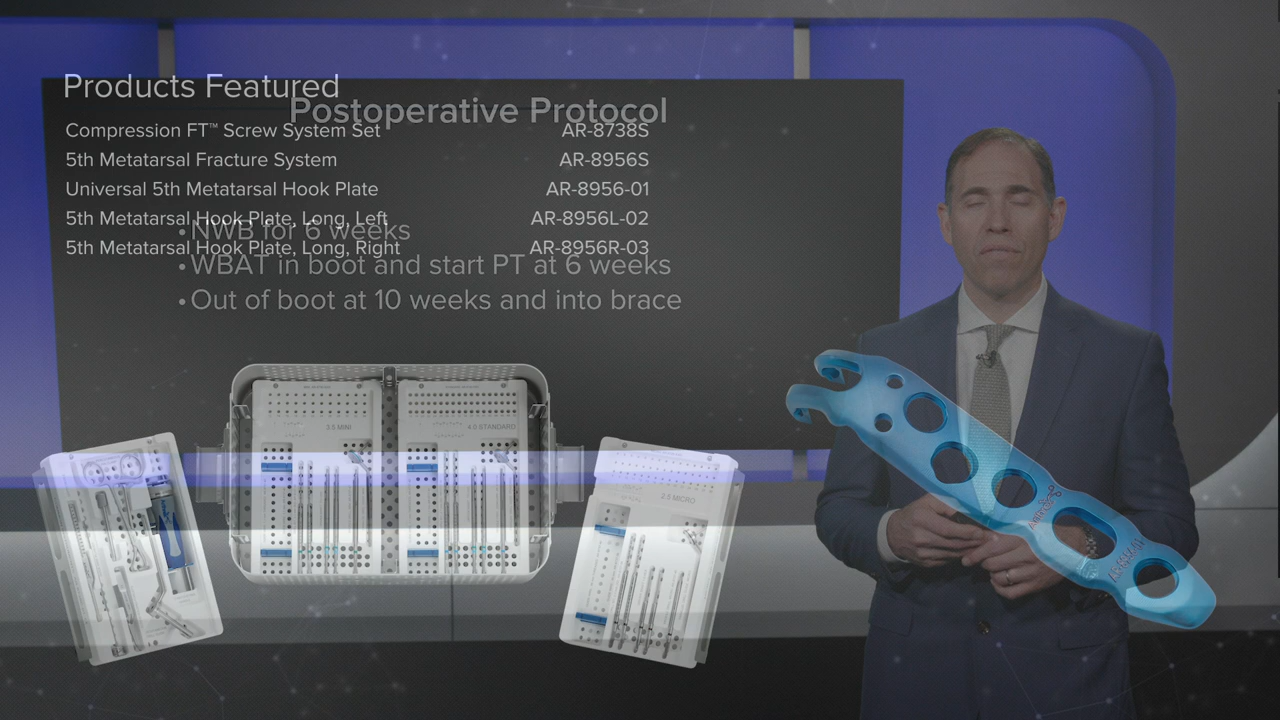 Products Featured
Postoperative Protocol
Compression FT™ Screw System Set AR-8738S
5th Metatarsal Fracture System AR-8956S
Universal 5th Metatarsal Hook Plate AR-8956-01
5th Metatarsal Hook Plate, Long, Left AR-8956L-02
•NWB for 6 weeks
5th Metatarsal Hook Plate, Long, Right AR-8956R-03
•WBAT in boot and start PT at 6 weeks
•Out of boot at 10 weeks and into brace
3.5 MINI
4.0 STANDARD
2.5 MICRO
Arthrex